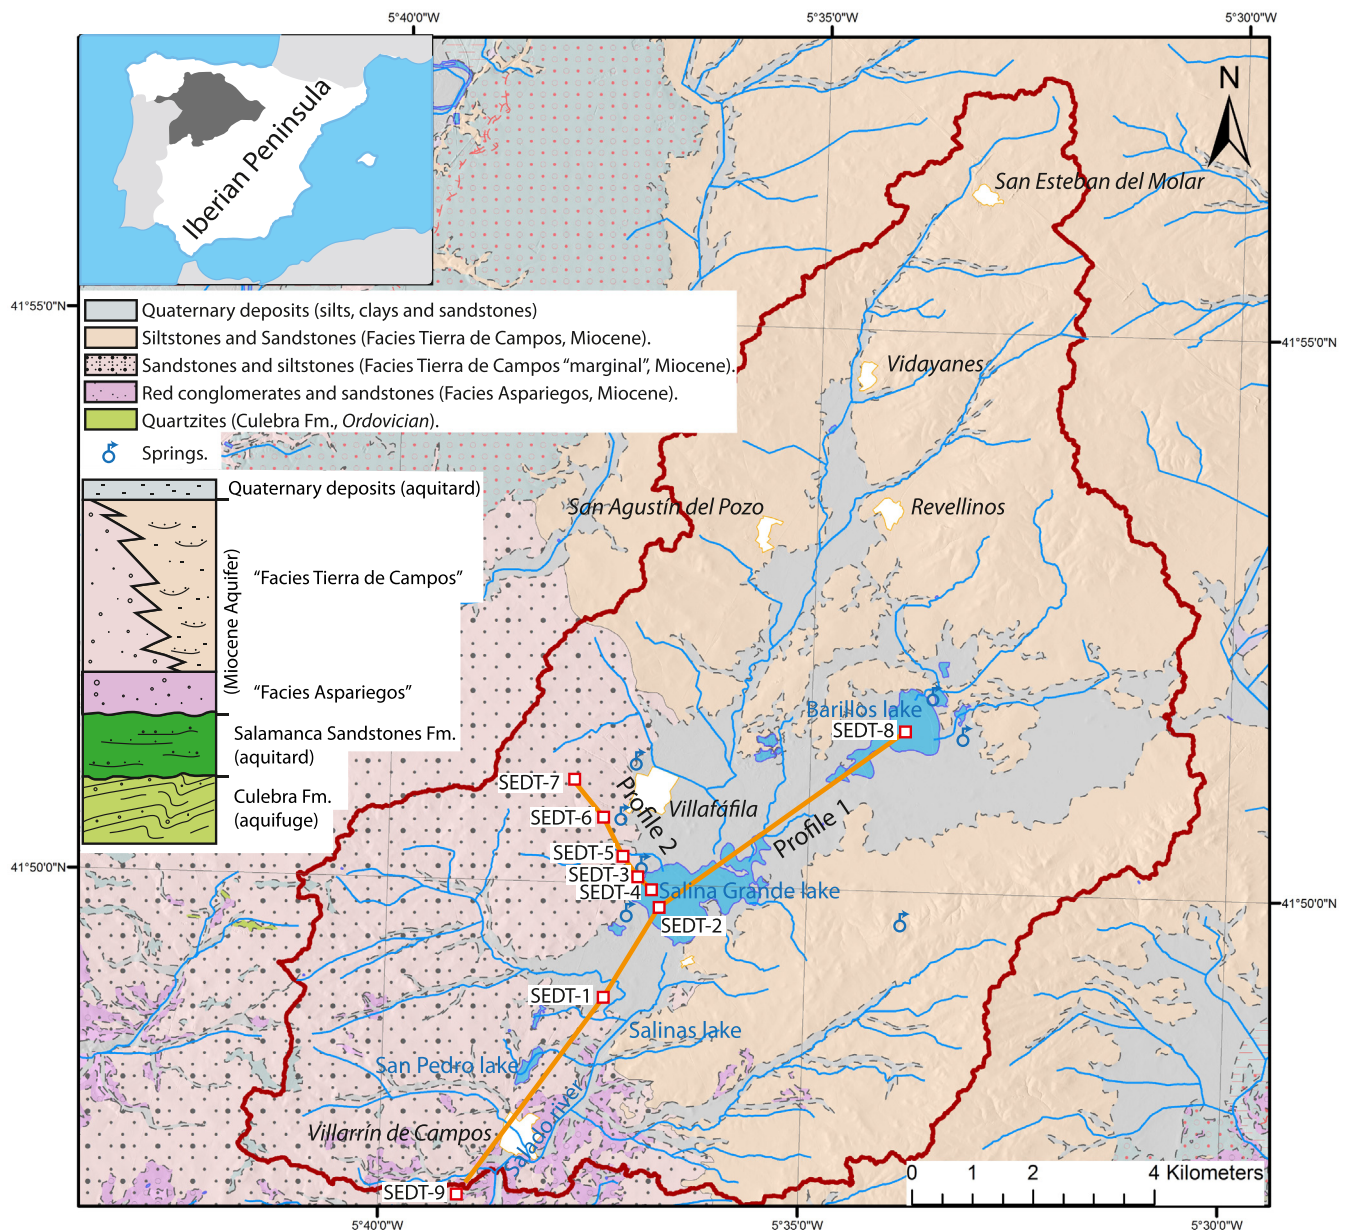 5°40'0"W
5°35'0"W
5°30'0"W
Iberian Peninsula
N
San Esteban del Molar
41°55'0"N
41°55'0"N
Quaternary deposits (silts, clays and sandstones)
Siltstones and Sandstones (Facies Tierra de Campos, Miocene).
Sandstones and siltstones (Facies Tierra de Campos “marginal”, Miocene).
Red conglomerates and sandstones (Facies Aspariegos, Miocene).
Quartzites (Culebra Fm., Ordovician).
Springs.
Vidayanes
Quaternary deposits (aquitard)
San Agustín del Pozo
Revellinos
(Miocene Aquifer)
“Facies Tierra de Campos”
“Facies Aspariegos”
Salamanca Sandstones Fm.
(aquitard)
Culebra Fm.
(aquifuge)
Barillos lake
SEDT-8
SEDT-7
Profile 2
Villafáfila
SEDT-6
Profile 1
SEDT-5
SEDT-3
SEDT-4
Salina Grande lake
SEDT-2
41°50'0"N
41°50'0"N
SEDT-1
Salinas lake
San Pedro lake
Salado river
Villarrín de Campos
SEDT-9
0 1 2 4 Kilometers
5°40'0"W
5°35'0"W
5°30'0"W